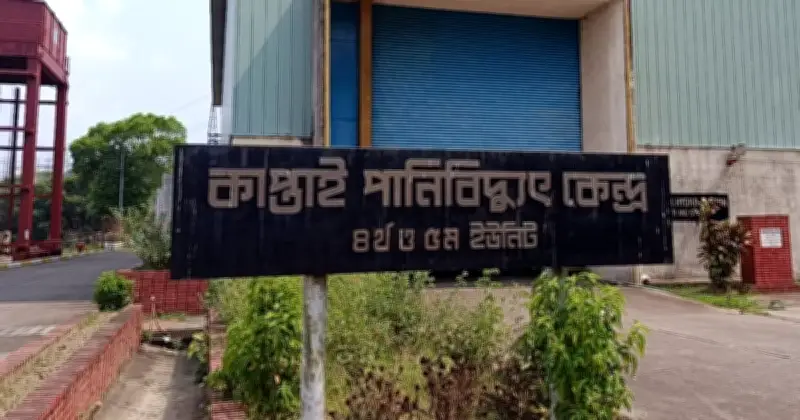 কাপ্তাই পানিবিদ্যুৎ কেন্দ্র
৪র্থ ও ৫ম ইউনিট